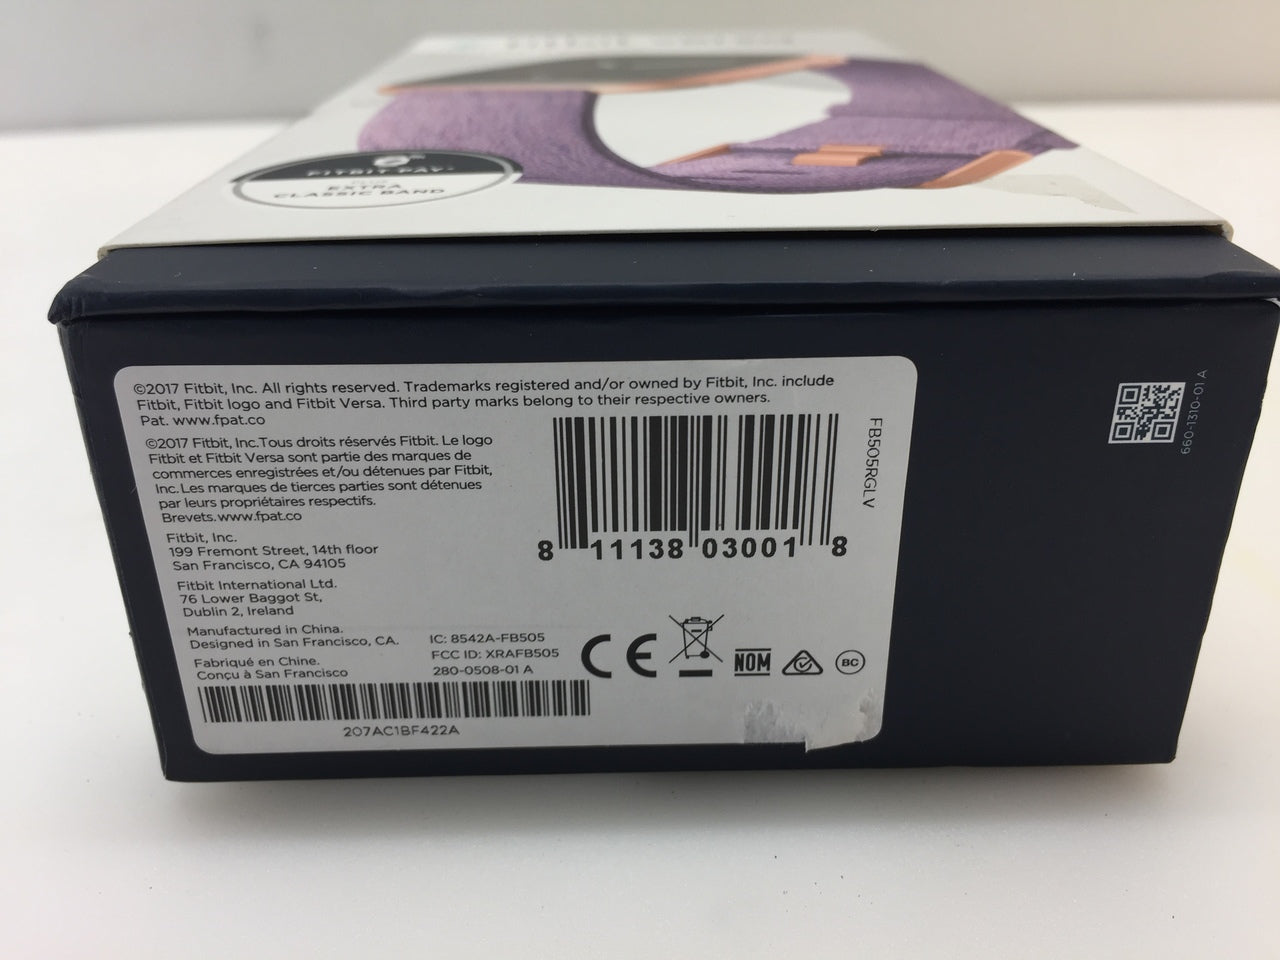 FITBIT PAY™
EXTRA
CLASSIC BAND
©2017 Fitbit, Inc. All rights reserved. Trademarks registered and/or owned by Fitbit, Inc. include
Fitbit, Fitbit logo and Fitbit Versa. Third party marks belong to their respective owners.
Pat. www.fpat.co
©2017 Fitbit, Inc.Tous droits réservés Fitbit. Le logo
Fitbit et Fitbit Versa sont partie des marques de
commerces enregistrées et/ou détenues par Fitbit,
Inc.Les marques de tierces parties sont détenues
par leurs propriétaires respectifs.
Brevets.www.fpat.co
Fitbit, Inc.
199 Fremont Street, 14th floor
San Francisco, CA 94105
Fitbit International Ltd.
76 Lower Baggot St,
Dublin 2, Ireland
Manufactured in China.
Designed in San Francisco, CA.
Fabriqué en Chine.
Conçu à San Francisco
IC: 8542A-FB505
FCC ID: XRAFB505
280-0508-01 A
207AC1BF422A
8 11138 03001 8
FB505RGLV
CE
NOM
BC
660-1310-01 A